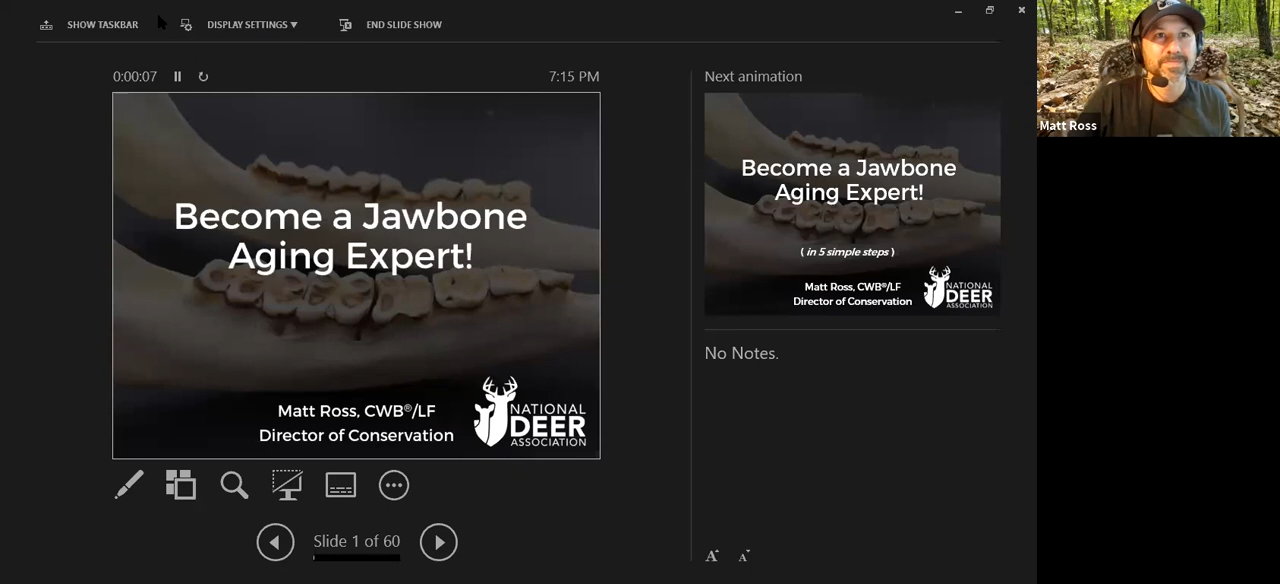 SHOW TASKBAR
DISPLAY SETTINGS ▼
END SLIDE SHOW
0:00:07
7:15 PM
Become a Jawbone
Aging Expert!
Matt Ross, CWB®/LF
Director of Conservation
NATIONAL
DEER
ASSOCIATION
Slide 1 of 60
Next animation
Become a Jawbone
Aging Expert!
( in 5 simple steps )
Matt Ross, CWB®/LF
Director of Conservation
NATIONAL
DEER
ASSOCIATION
No Notes.
A A
Matt Ross